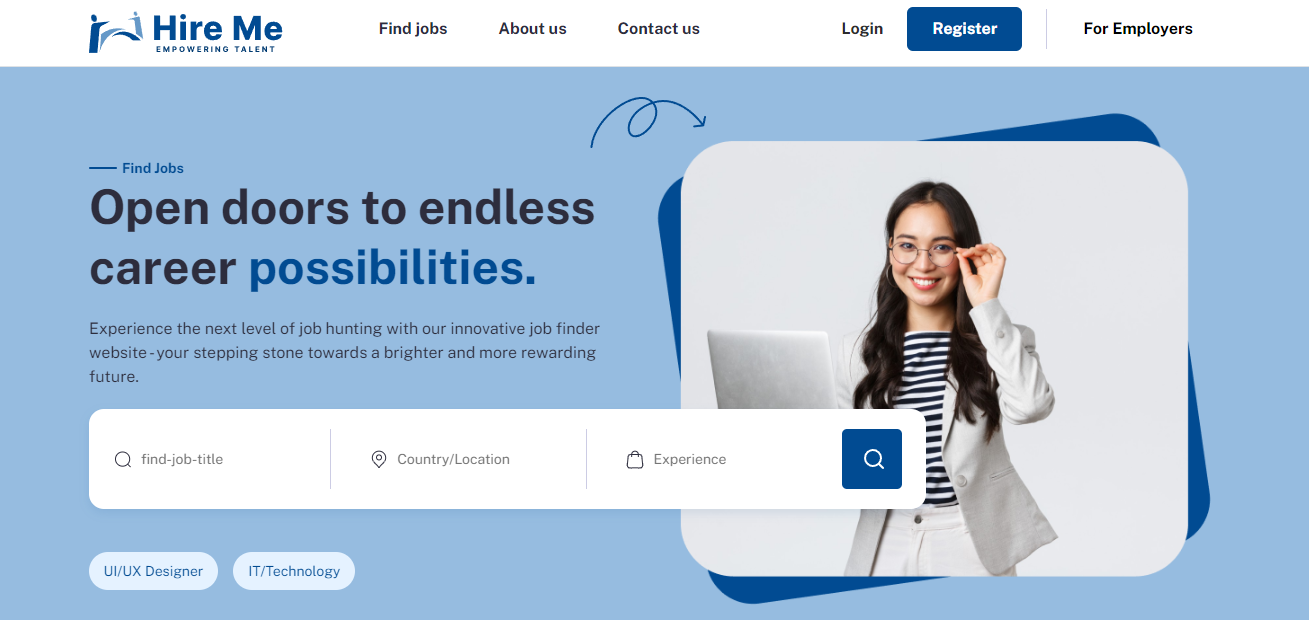 Hire Me
EMPOWERING TALENT
Find jobs
About us
Contact us
Login
Register
For Employers
Find Jobs
Open doors to endless
career possibilities.
Experience the next level of job hunting with our innovative job finder
website - your stepping stone towards a brighter and more rewarding
future.
find-job-title
Country/Location
Experience
UI/UX Designer
IT/Technology